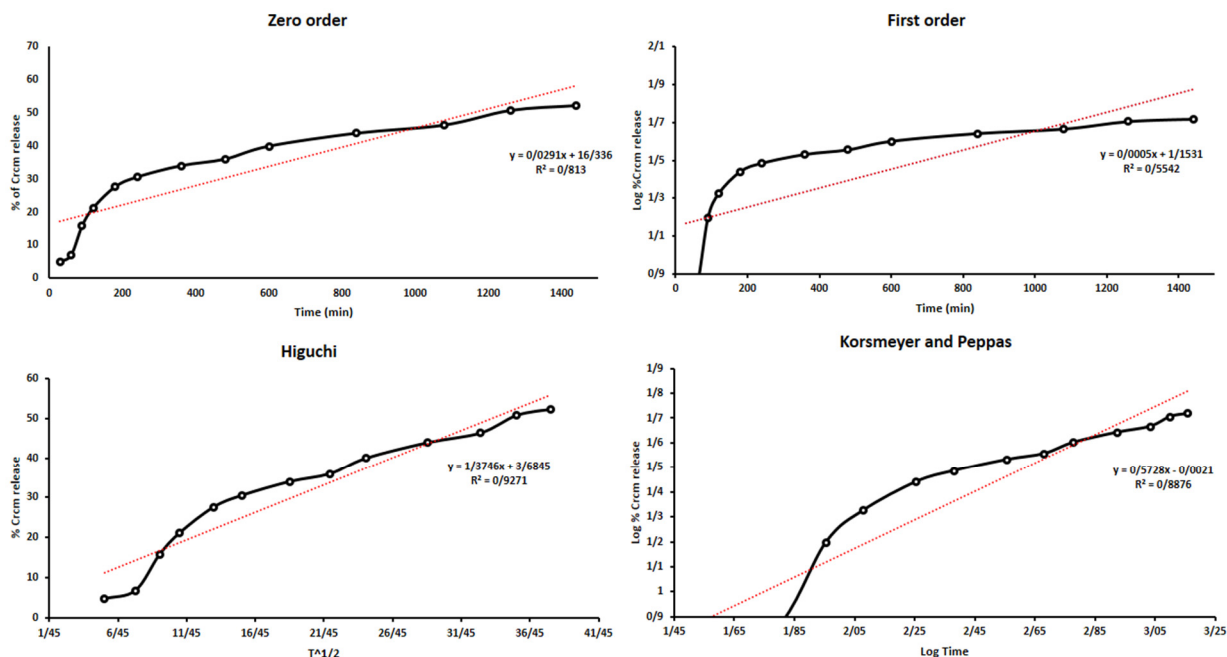 Zero order
70
60
50
40
30
20
10
0
% of Crcm release
y = 0/0291x + 16/336
R² = 0/813
0 200 400 600 800 1000 1200 1400
Time (min)
First order
2/1
1/9
1/7
1/5
1/3
1/1
0/9
Log %Crcm release
y = 0/0005x + 1/1531
R² = 0/5542
0 200 400 600 800 1000 1200 1400
Time (min)
Higuchi
60
50
40
30
20
10
0
% Crcm release
y = 1/3746x + 3/6845
R² = 0/9271
1/45 6/45 11/45 16/45 21/45 26/45 31/45 36/45 41/45
T^1/2
Korsmeyer and Peppas
1/9
1/8
1/7
1/6
1/5
1/4
1/3
1/2
1/1
1
0/9
Log % Crcm release
y = 0/5728x - 0/0021
R² = 0/8876
1/45 1/65 1/85 2/05 2/25 2/45 2/65 2/85 3/05 3/25
Log Time